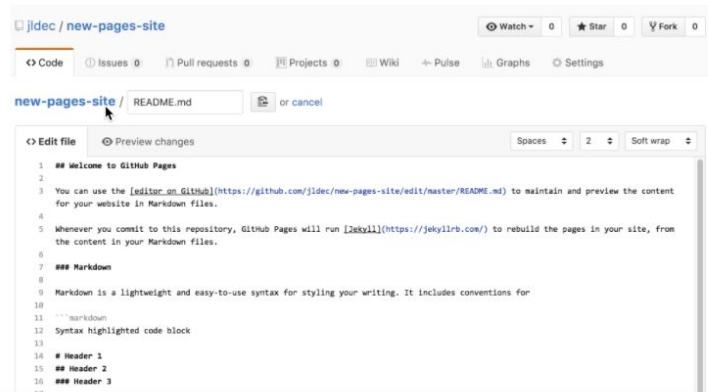 jldec / new-pages-site
Watch 0 Star 0 Fork 0
Code Issues 0 Pull requests 0 Projects 0 Wiki Pulse Graphs Settings
new-pages-site / README.md or cancel
Edit file Preview changes Spaces 2 Soft wrap
1 ## Welcome to GitHub Pages
2
3 You can use the [editor on GitHub](https://github.com/jldec/new-pages-site/edit/master/README.md) to maintain and preview the content
for your website in Markdown files.
4
5 Whenever you commit to this repository, GitHub Pages will run [Jekyll](https://jekyllrb.com/) to rebuild the pages in your site, from
the content in your Markdown files.
6
7 ### Markdown
8
9 Markdown is a lightweight and easy-to-use syntax for styling your writing. It includes conventions for
10
11 ```markdown
12 Syntax highlighted code block
13
14 # Header 1
15 ## Header 2
16 ### Header 3